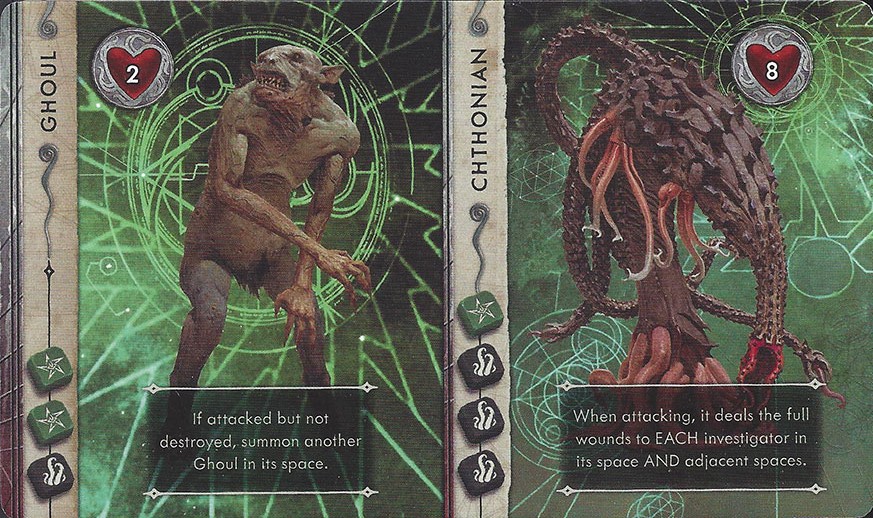 GHOUL
2
If attacked but not
destroyed, summon another
Ghoul in its space.
CHTHONIAN
8
When attacking, it deals the full
wounds to EACH investigator in
its space AND adjacent spaces.